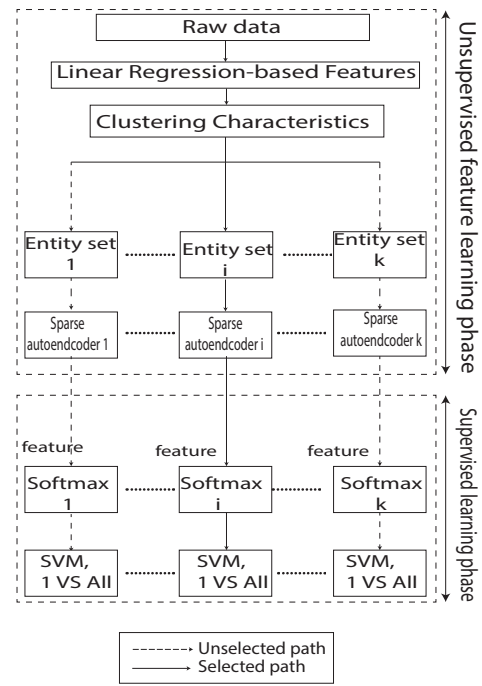 Raw data
Linear Regression-based Features
Clustering Characteristics
Unsupervised feature learning phase
Entity set
1
Entity set
i
Entity set
k
Sparse
autoendcoder 1
Sparse
autoendcoder i
Sparse
autoendcoder k
Supervised learning phase
feature
feature
feature
Softmax
1
Softmax
i
Softmax
k
SVM,
1 VS All
SVM,
1 VS All
SVM,
1 VS All
Unselected path
Selected path